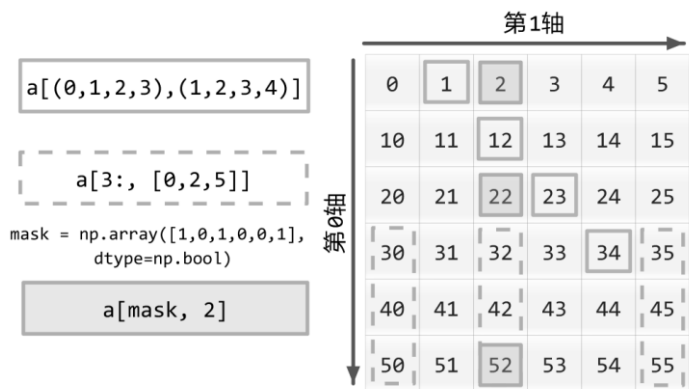 第1轴
a[(0,1,2,3),(1,2,3,4)]
a[3:, [0,2,5]]
mask = np.array([1,0,1,0,0,1],
dtype=np.bool)
a[mask, 2]
第0轴
0 1 2 3 4 5
10 11 12 13 14 15
20 21 22 23 24 25
30 31 32 33 34 35
40 41 42 43 44 45
50 51 52 53 54 55